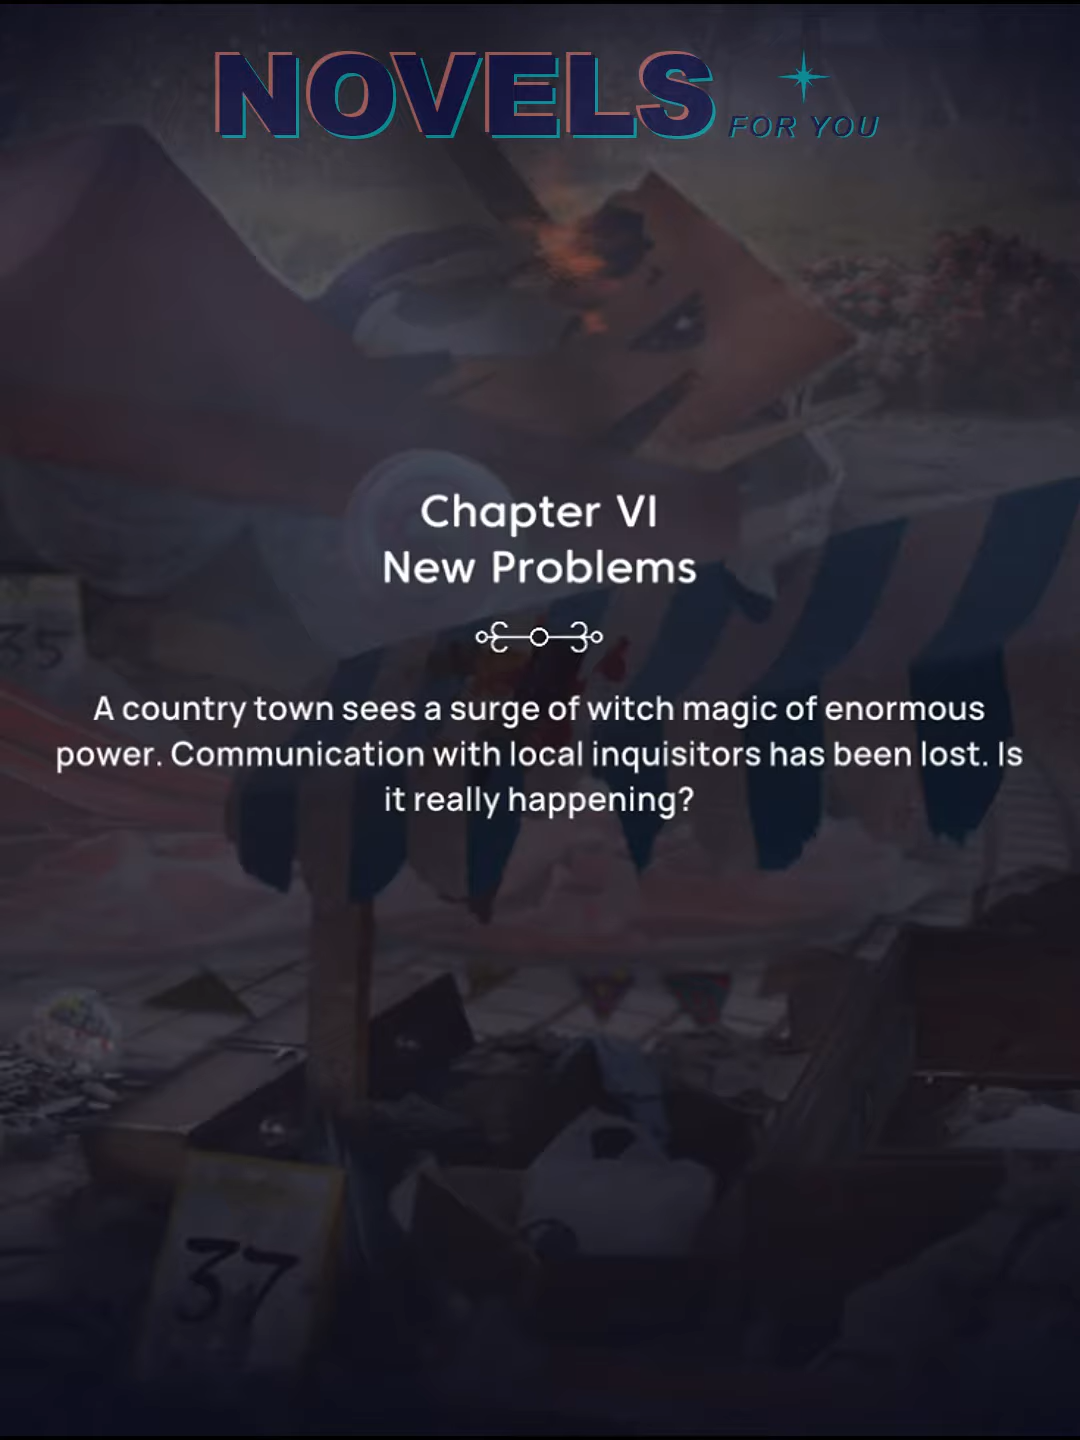 NOVELS
FOR YOU
Chapter VI
New Problems
35
A country town sees a surge of witch magic of enormous
power. Communication with local inquisitors has been lost. Is
it really happening?
37